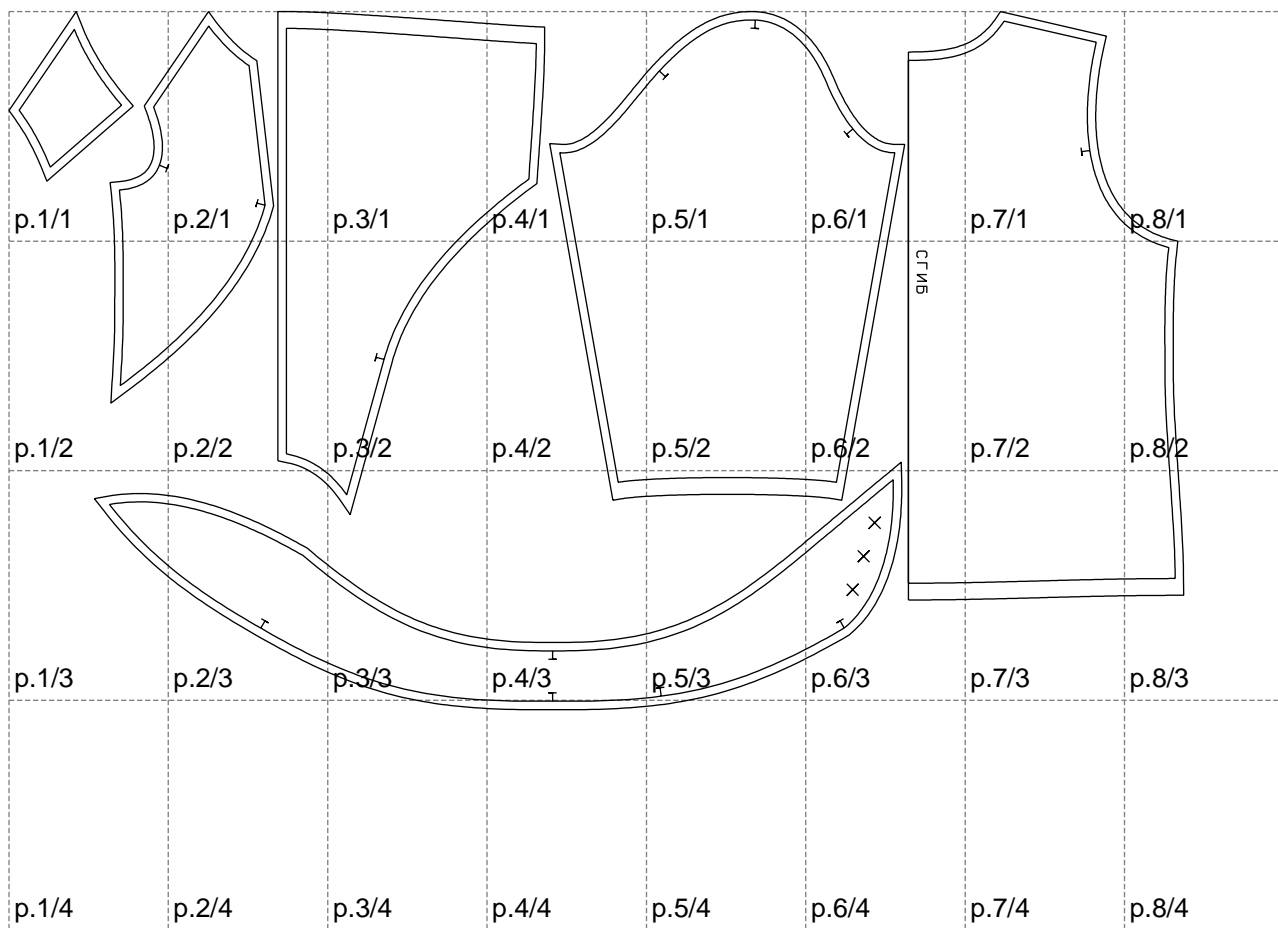 p.1/1 p.2/1 p.3/1 p.4/1 p.5/1 p.6/1 p.7/1 p.8/1
СГИБ
p.1/2 p.2/2 p.3/2 p.4/2 p.5/2 p.6/2 p.7/2 p.8/2
p.1/3 p.2/3 p.3/3 p.4/3 p.5/3 p.6/3 p.7/3 p.8/3
p.1/4 p.2/4 p.3/4 p.4/4 p.5/4 p.6/4 p.7/4 p.8/4